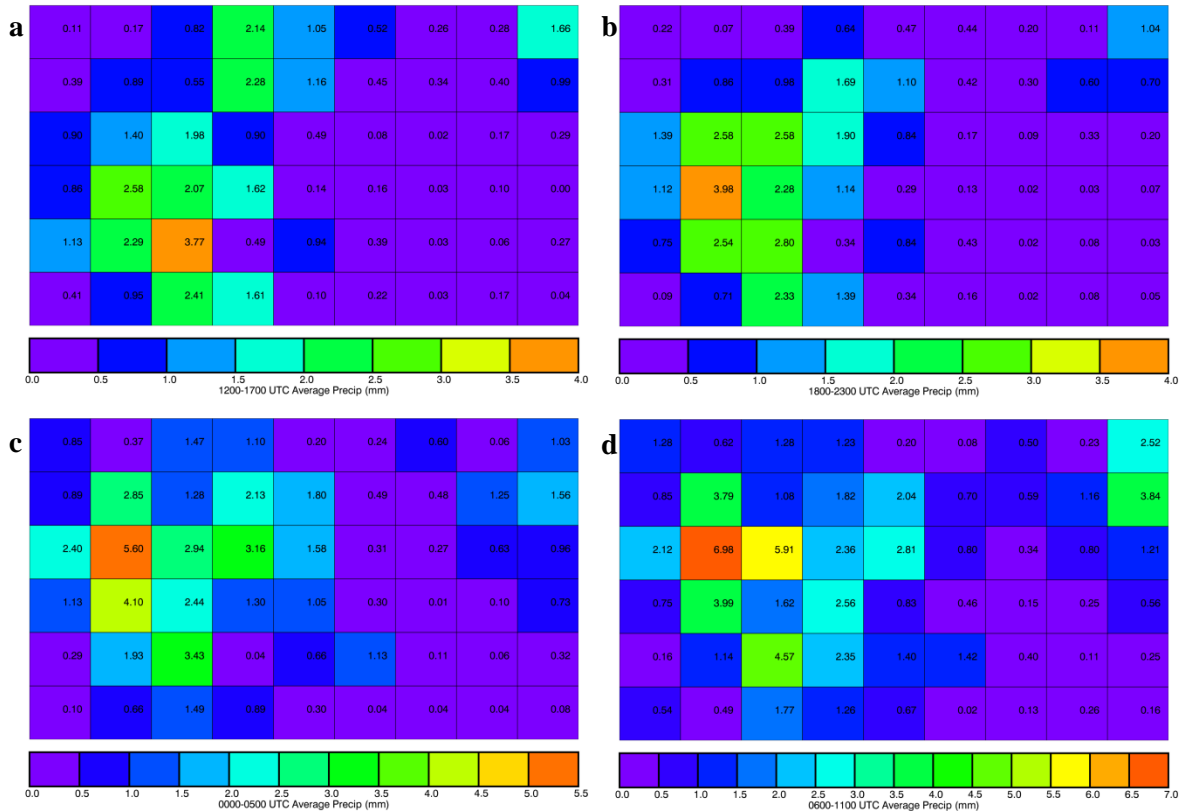 a
0.11 0.17 0.82 2.14 1.05 0.52 0.26 0.28 1.66
0.39 0.89 0.55 2.28 1.16 0.45 0.34 0.40 0.99
0.90 1.40 1.98 0.90 0.49 0.08 0.02 0.17 0.29
0.86 2.58 2.07 1.62 0.14 0.16 0.03 0.10 0.00
1.13 2.29 3.77 0.49 0.94 0.39 0.03 0.06 0.27
0.41 0.95 2.41 1.61 0.10 0.22 0.03 0.17 0.04
0.0 0.5 1.0 1.5 2.0 2.5 3.0 3.5 4.0
1200-1700 UTC Average Precip (mm)
b
0.22 0.07 0.39 0.64 0.47 0.44 0.20 0.11 1.04
0.31 0.86 0.98 1.69 1.10 0.42 0.30 0.60 0.70
1.39 2.58 2.58 1.90 0.84 0.17 0.09 0.33 0.20
1.12 3.98 2.28 1.14 0.29 0.13 0.02 0.03 0.07
0.75 2.54 2.80 0.34 0.84 0.43 0.02 0.08 0.03
0.09 0.71 2.33 1.39 0.34 0.16 0.02 0.08 0.05
0.0 0.5 1.0 1.5 2.0 2.5 3.0 3.5 4.0
1800-2300 UTC Average Precip (mm)
c
0.37 1.47 1.10 0.20 0.24 0.60 0.06 1.03
0.89 2.85 1.28 2.13 1.80 0.49 0.48 1.25 1.56
2.40 5.60 2.94 3.16 1.58 0.31 0.27 0.63 0.86
1.13 4.10 2.44 1.30 1.05 0.30 0.01 0.10 0.73
0.29 1.93 3.43 0.04 1.13 0.11 0.06 0.32
0.10 1.49 0.89 0.30 0.04 0.04 0.04 0.08
0.0 0.5 1.0 1.5 2.0 2.5 3.0 3.5 4.0 4.5 5.0 5.5
0000-0500 UTC Average Precip (mm)
d
1.28 0.62 1.28 1.23 0.20 0.08 0.50 0.23 2.52
3.79 1.08 1.82 2.04 0.70 0.59 1.16 3.84
2.12 6.98 5.91 2.36 2.81 0.80 0.34 0.80 1.21
0.75 3.99 1.62 2.56 0.83 0.46 0.15 0.25
0.16 1.14 4.57 2.35 1.40 1.42 0.40 0.11 0.25
0.54 0.49 1.77 1.26 0.67 0.02 0.13 0.26 0.16
0.0 0.5 1.0 1.5 2.0 2.5 3.0 3.5 4.0 4.5 5.0 5.5 6.0 6.5 7.0
0600-1100 UTC Average Precip (mm)